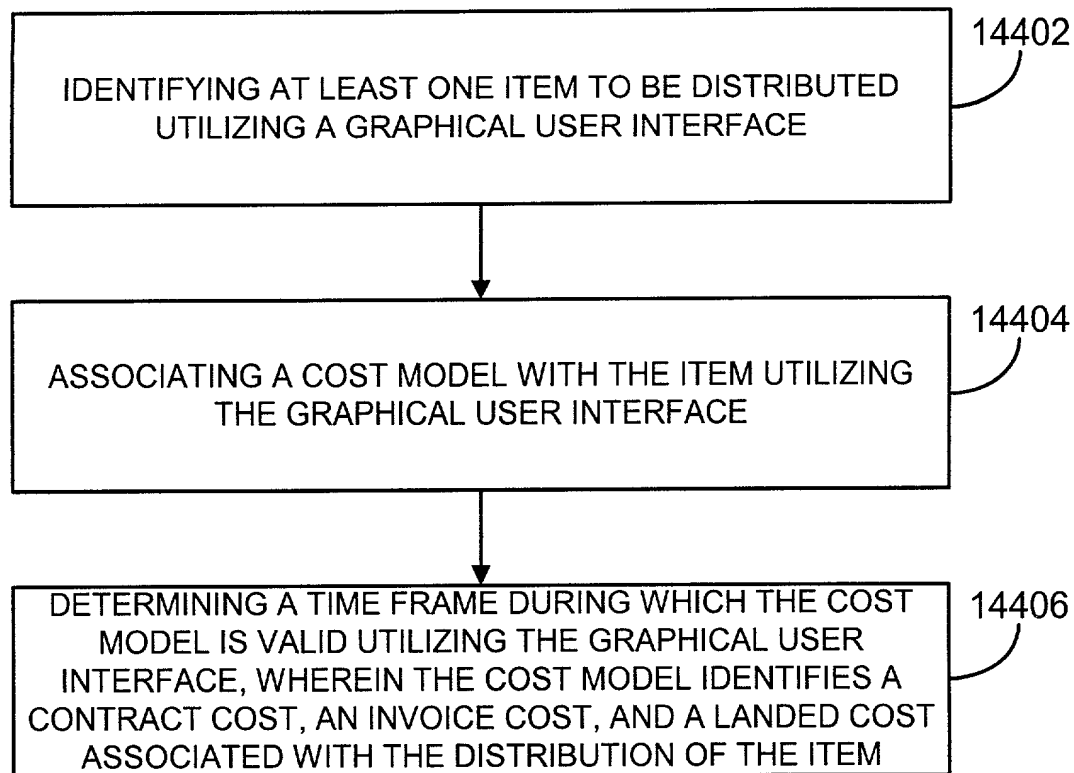 14402
IDENTIFYING AT LEAST ONE ITEM TO BE DISTRIBUTED
UTILIZING A GRAPHICAL USER INTERFACE
14404
ASSOCIATING A COST MODEL WITH THE ITEM UTILIZING
THE GRAPHICAL USER INTERFACE
14406
DETERMINING A TIME FRAME DURING WHICH THE COST
MODEL IS VALID UTILIZING THE GRAPHICAL USER
INTERFACE, WHEREIN THE COST MODEL IDENTIFIES A
CONTRACT COST, AN INVOICE COST, AND A LANDED COST
ASSOCIATED WITH THE DISTRIBUTION OF THE ITEM